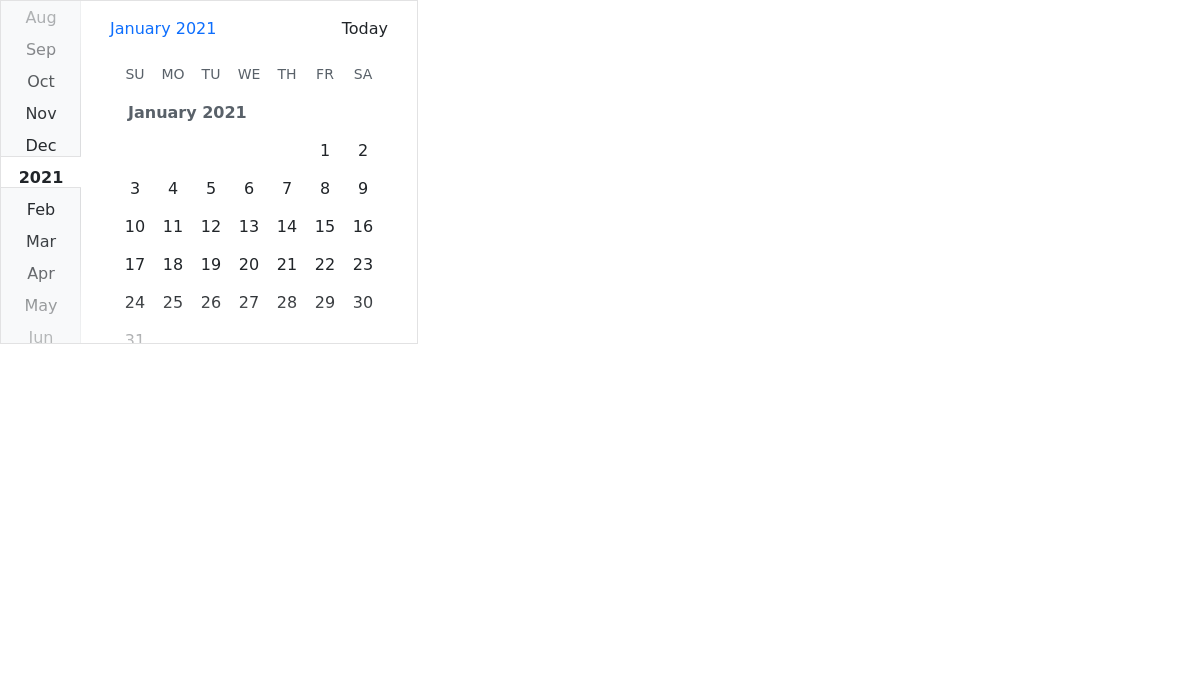 Aug
Sep
Oct
Nov
Dec
2021
Feb
Mar
Apr
May
Jun
January 2021 Today
SU MO TU WE TH FR SA
January 2021
1 2
3 4 5 6 7 8 9
10 11 12 13 14 15 16
17 18 19 20 21 22 23
24 25 26 27 28 29 30
31